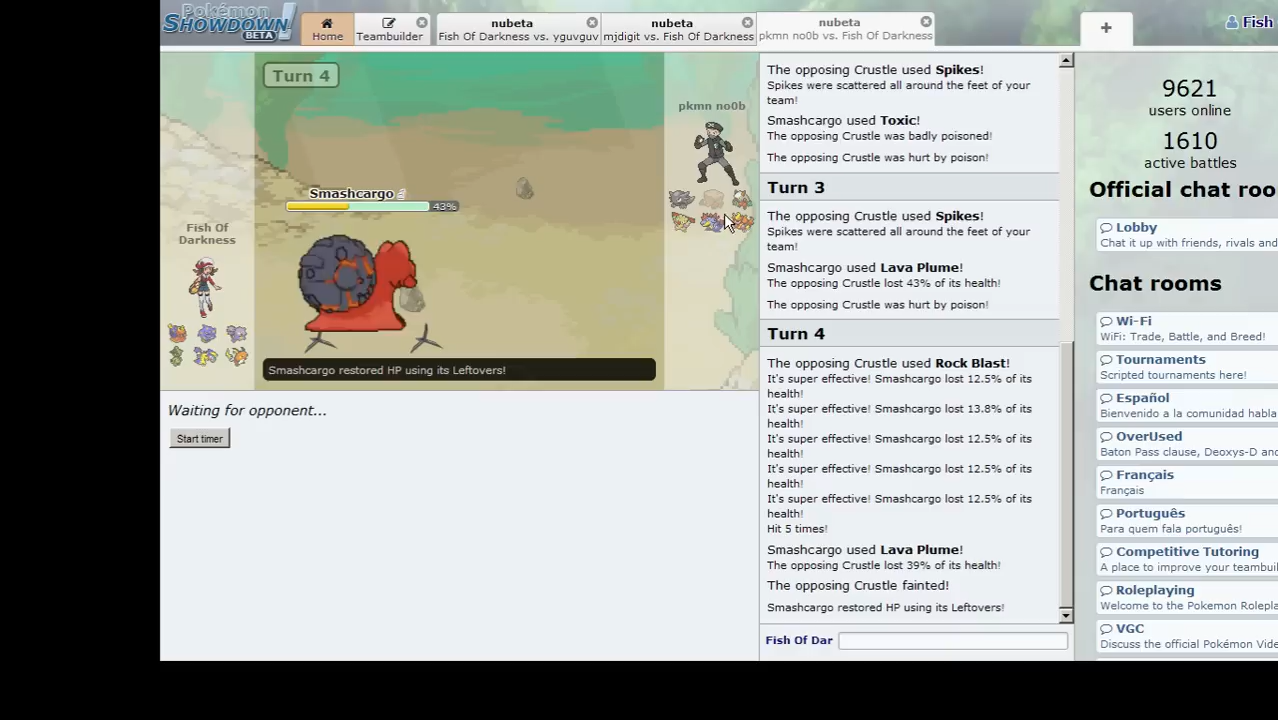 Pokémon
SHOWDOWN!
BETA
Home
Teambuilder
nubeta
Fish Of Darkness vs. yguvguv
nubeta
mjdigit vs. Fish Of Darkness
nubeta
pkmn no0b vs. Fish Of Darkness
+
Fish
Turn 4
pkmn no0b
Smashcargo
43%
Fish Of
Darkness
Smashcargo restored HP using its Leftovers!
Waiting for opponent...
Start timer
The opposing Crustle used Spikes!
Spikes were scattered all around the feet of your
team!
Smashcargo used Toxic!
The opposing Crustle was badly poisoned!
The opposing Crustle was hurt by poison!
Turn 3
The opposing Crustle used Spikes!
Spikes were scattered all around the feet of your
team!
Smashcargo used Lava Plume!
The opposing Crustle lost 43% of its health!
The opposing Crustle was hurt by poison!
Turn 4
The opposing Crustle used Rock Blast!
It's super effective! Smashcargo lost 12.5% of its
health!
It's super effective! Smashcargo lost 13.8% of its
health!
It's super effective! Smashcargo lost 12.5% of its
health!
It's super effective! Smashcargo lost 12.5% of its
health!
It's super effective! Smashcargo lost 12.5% of its
health!
Hit 5 times!
Smashcargo used Lava Plume!
The opposing Crustle lost 39% of its health!
The opposing Crustle fainted!
Smashcargo restored HP using its Leftovers!
Fish Of Dar
9621
users online
1610
active battles
Official chat roo
Lobby
Chat it up with friends, rivals and
Chat rooms
Wi-Fi
WiFi: Trade, Battle, and Breed!
Tournaments
Scripted tournaments here!
Español
Bienvenido a la comunidad habla
OverUsed
Baton Pass clause, Deoxys-D and
Français
Français
Português
Para quem fala português!
Competitive Tutoring
A place to improve your teambuil
Roleplaying
Welcome to the Pokemon Rolepla
VGC
Discuss the official Pokémon Vide